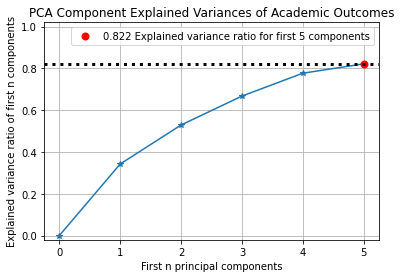 PCA Component Explained Variances of Academic Outcomes
1.0
0.822 Explained variance ratio for first 5 components
0.8
0.6
0.4
0.2
0.0
Explained variance ratio of first n components
0 1 2 3 4 5
First n principal components